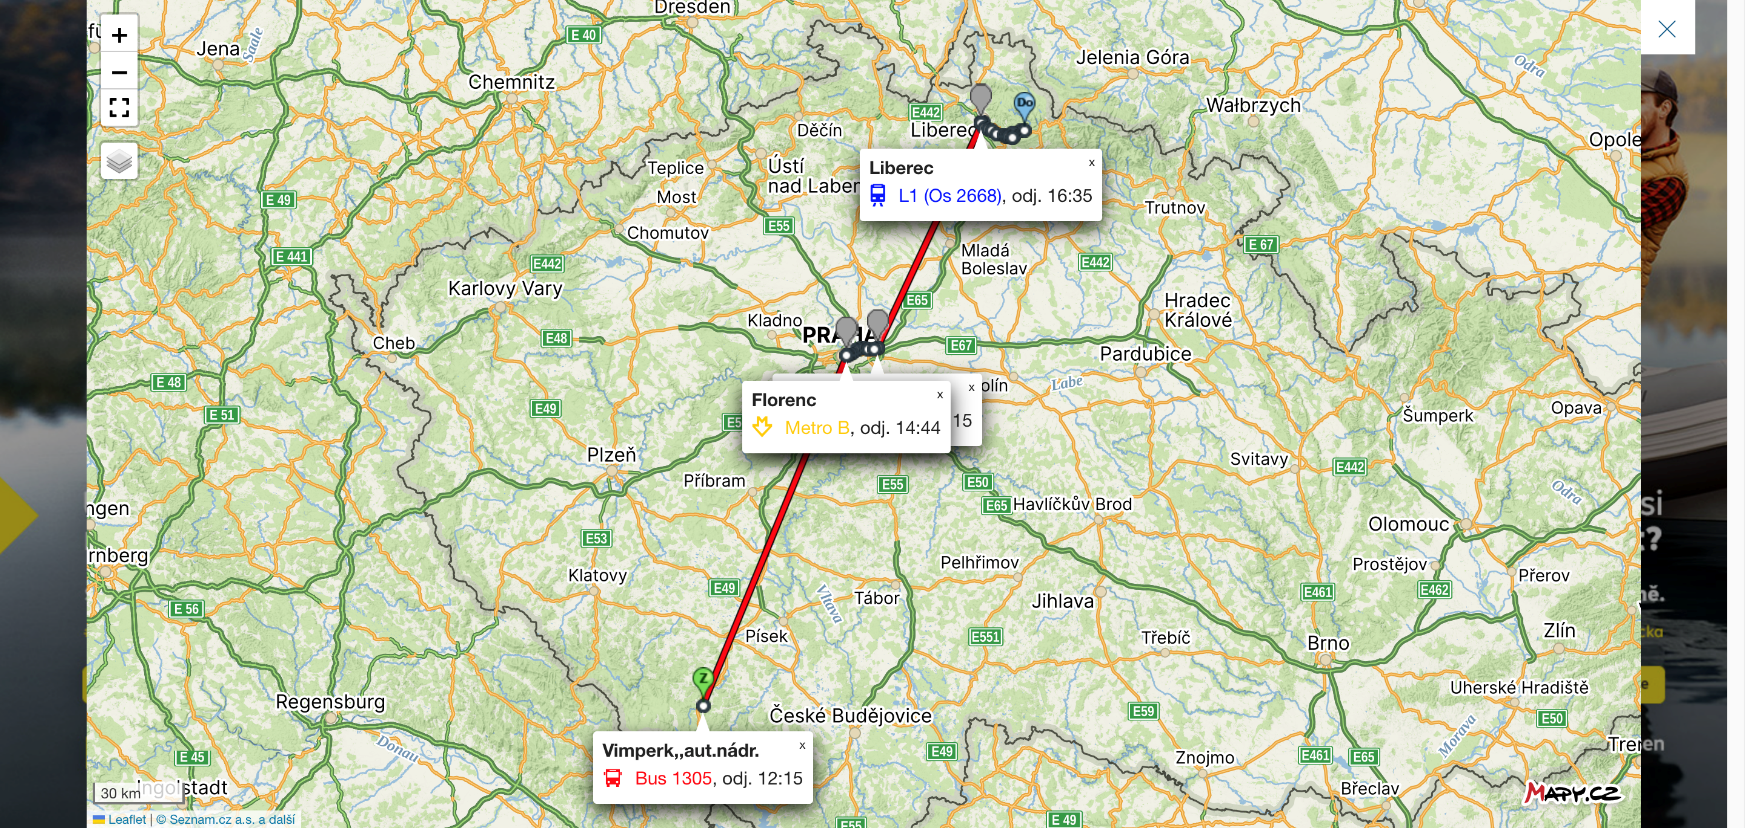 Dresden
Jena
Saale
E 40
Chemnitz
Jelenia Góra
Odra
Wałbrzych
Opole
E442
Děčín
Liberec
Do
Teplice
Ústí
nad Labem
Most
Chomutov
E 49
E 441
E442
E55
Liberec
x
L1 (Os 2668), odj. 16:35
Trutnov
E 67
Mladá
Boleslav
E442
Karlovy Vary
E65
Hradec
Králové
Kladno
PRAHA
Cheb
E48
E67
Pardubice
E 48
Labe
E 51
E49
Florenc
x
Metro B, odj. 14:44
x
15
Šumperk
Opava
Plzeň
Příbram
E55
E50
E65
Havlíčkův Brod
Svitavy
E442
Odra
Olomouc
E53
Klatovy
E49
Vltava
Tábor
Pelhřimov
Jihlava
Prostějov
Přerov
E461
E462
E 56
Písek
E551
Třebíč
Brno
Zlín
Z
Regensburg
České Budějovice
Uherské Hradiště
E59
E50
Vimperk,,aut.nádr.
x
Bus 1305, odj. 12:15
Donau
E 45
E49
Znojmo
E461
E65
Morava
Břeclav
30 km
E55
E 49
MAPY.CZ
Leaflet | © Seznam.cz a.s. a další